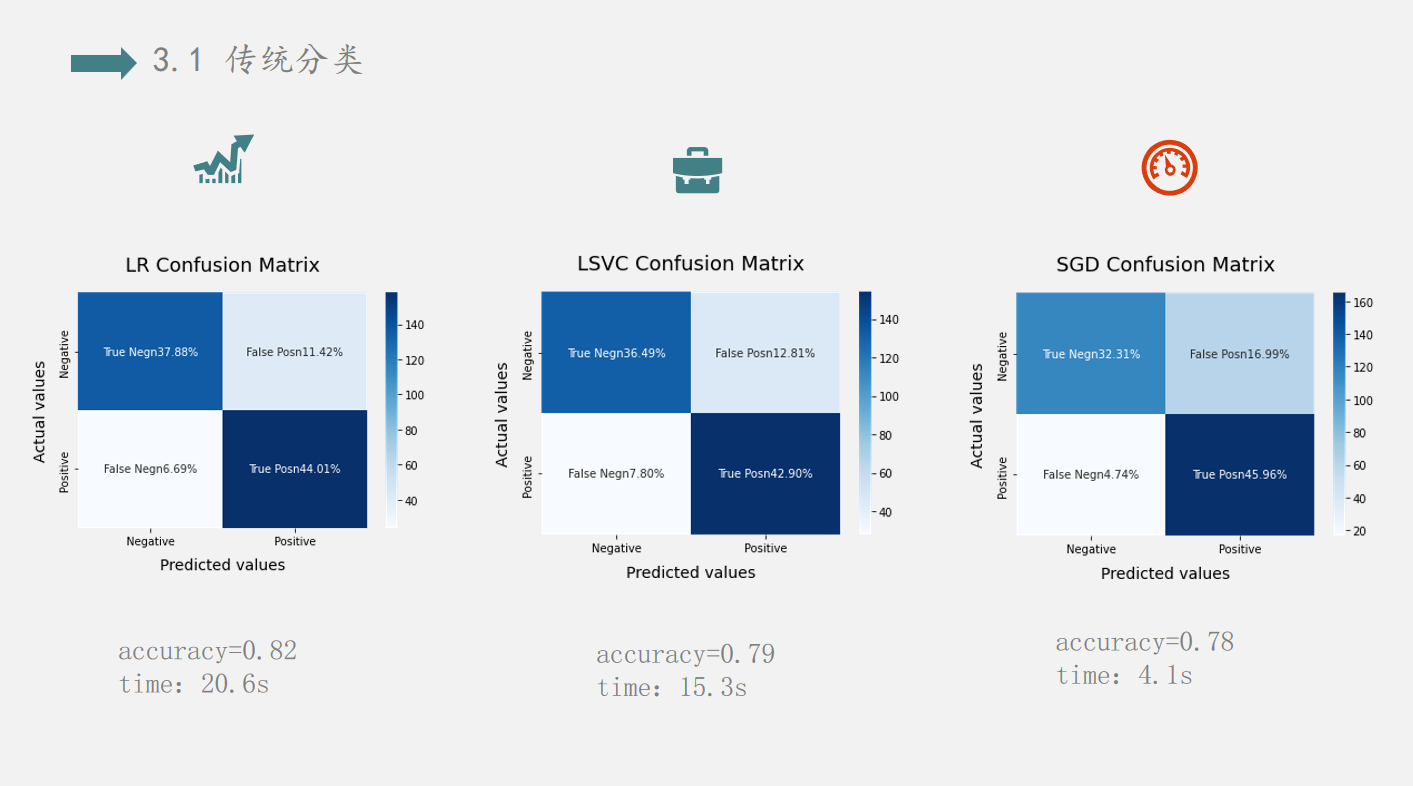 3.1 传统分类
LR Confusion Matrix
Actual values
Negative
Positive
True Negn37.88%
False Posn11.42%
False Negn6.69%
True Posn44.01%
140
120
100
80
60
40
Negative
Positive
Predicted values
accuracy=0.82
time：20.6s
LSVC Confusion Matrix
Actual values
Negative
Positive
True Negn36.49%
False Posn12.81%
False Negn7.80%
True Posn42.90%
140
120
100
80
60
40
Negative
Positive
Predicted values
accuracy=0.79
time：15.3s
SGD Confusion Matrix
Actual values
Negative
Positive
True Negn32.31%
False Posn16.99%
False Negn4.74%
True Posn45.96%
160
140
120
100
80
60
40
20
Negative
Positive
Predicted values
accuracy=0.78
time：4.1s